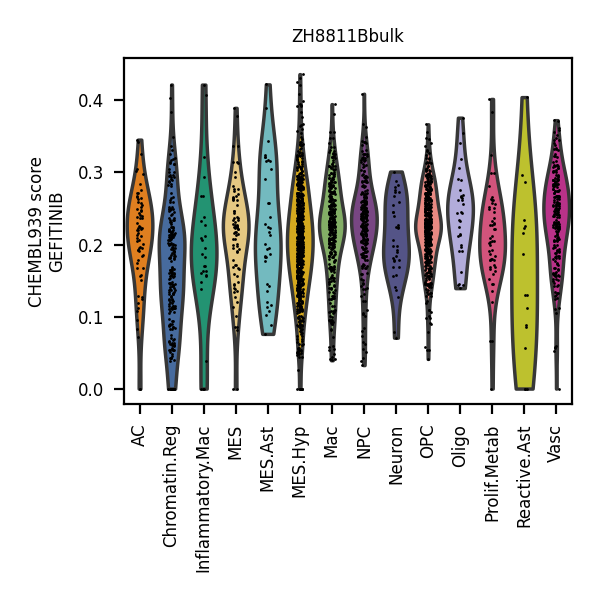 ZH8811Bbulk
CHEMBL939 score
GEFITINIB
0.4
0.3
0.2
0.1
0.0
AC
Chromatin.Reg
Inflammatory.Mac
MES
MES.Ast
MES.Hyp
Mac
NPC
Neuron
OPC
Oligo
Prolif.Metab
Reactive.Ast
Vasc